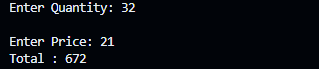 Enter Quantity: 32
Enter Price: 21
Total : 672